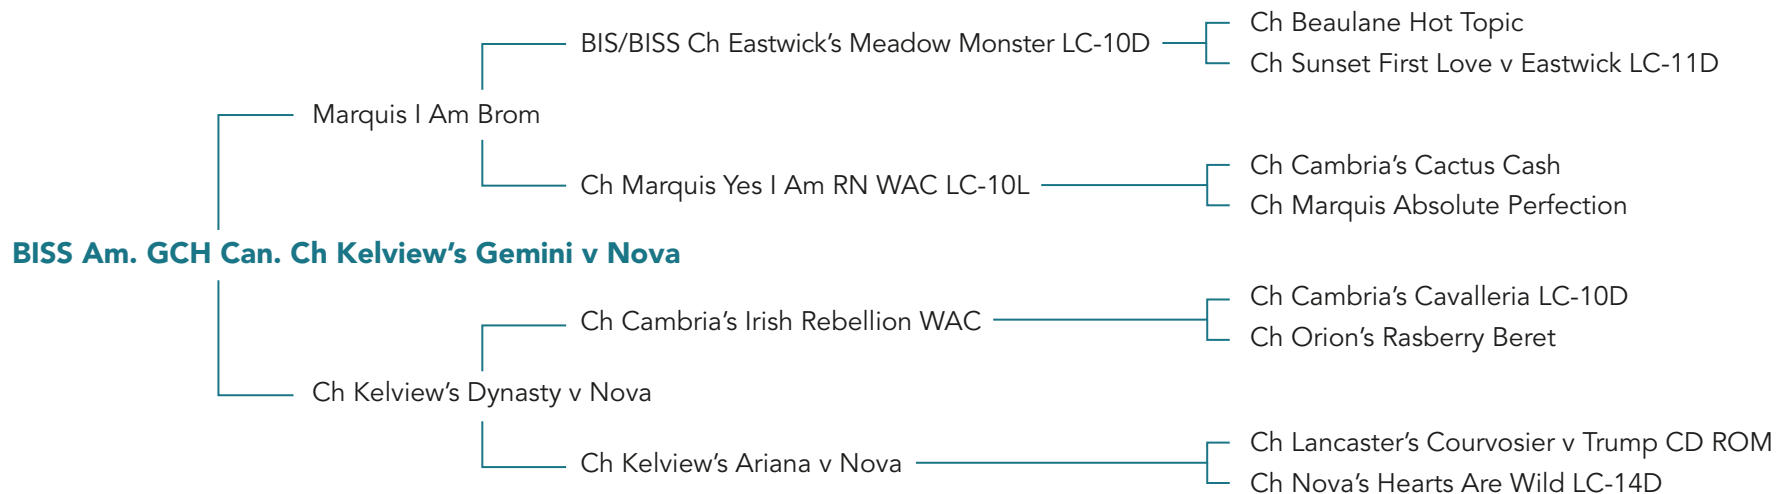 Ch Beaulane Hot Topic
BIS/BISS Ch Eastwick’s Meadow Monster LC-10D
Ch Sunset First Love v Eastwick LC-11D
Marquis I Am Brom
Ch Cambria’s Cactus Cash
Ch Marquis Yes I Am RN WAC LC-10L
Ch Marquis Absolute Perfection
BISS Am. GCH Can. Ch Kelview’s Gemini v Nova
Ch Cambria’s Cavalleria LC-10D
Ch Cambria’s Irish Rebellion WAC
Ch Orion’s Rasberry Beret
Ch Kelview’s Dynasty v Nova
Ch Lancaster’s Courvosier v Trump CD ROM
Ch Kelview’s Ariana v Nova
Ch Nova’s Hearts Are Wild LC-14D